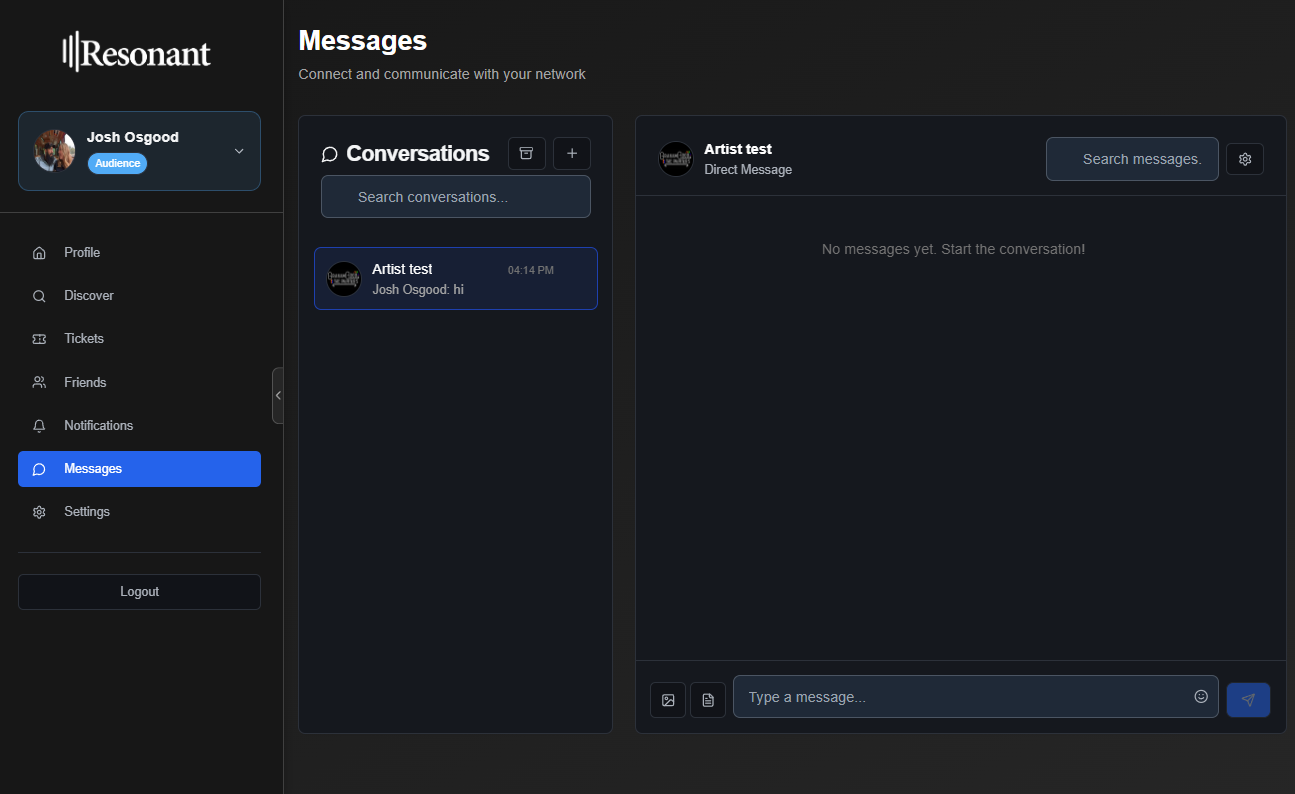 Resonant
Josh Osgood
Audience
Profile
Discover
Tickets
Friends
Notifications
Messages
Settings
Logout
Messages
Connect and communicate with your network
Conversations
Search conversations...
Artist test
04:14 PM
Josh Osgood: hi
Artist test
Direct Message
Search messages.
No messages yet. Start the conversation!
Type a message...